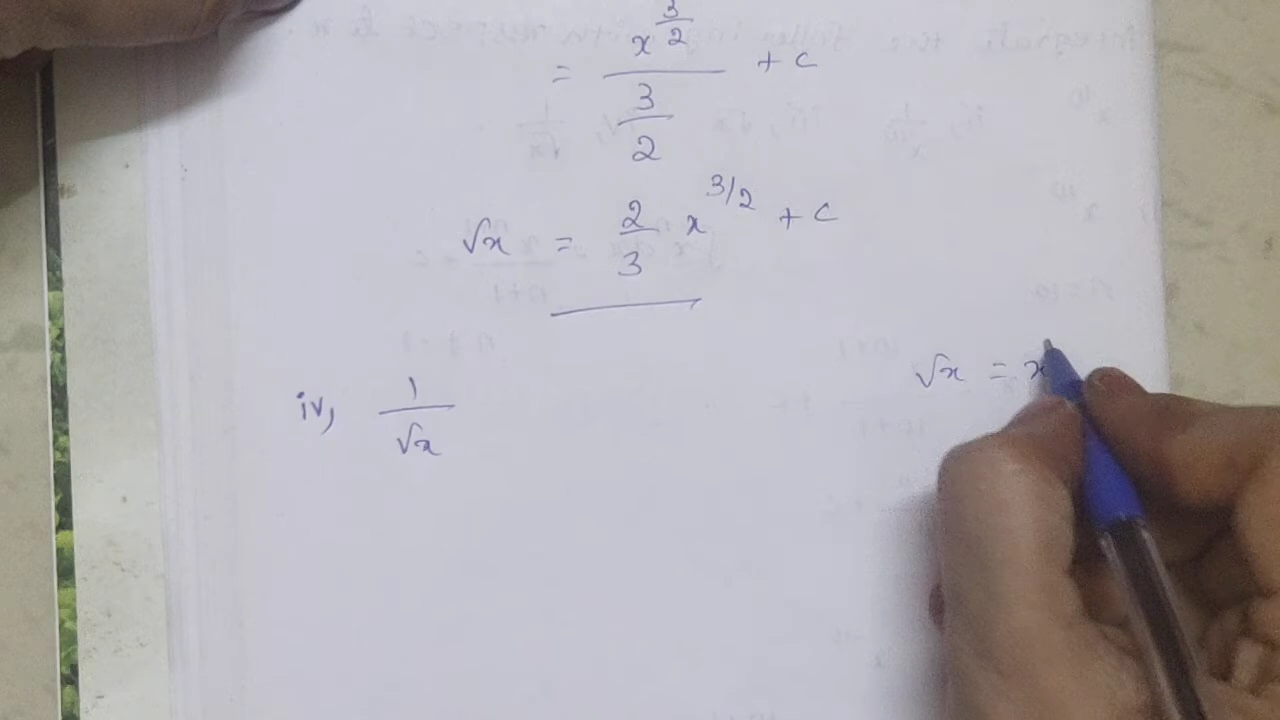 = x^(3/2) / (3/2) + c
√x = 2/3 x^3/2 + c
iv, 1/√x
√x = x